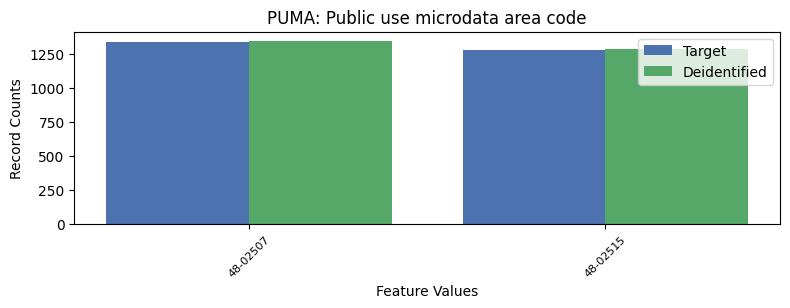 PUMA: Public use microdata area code
Target
Deidentified
Record Counts
1250
1000
750
500
250
0
48-02507
48-02515
Feature Values